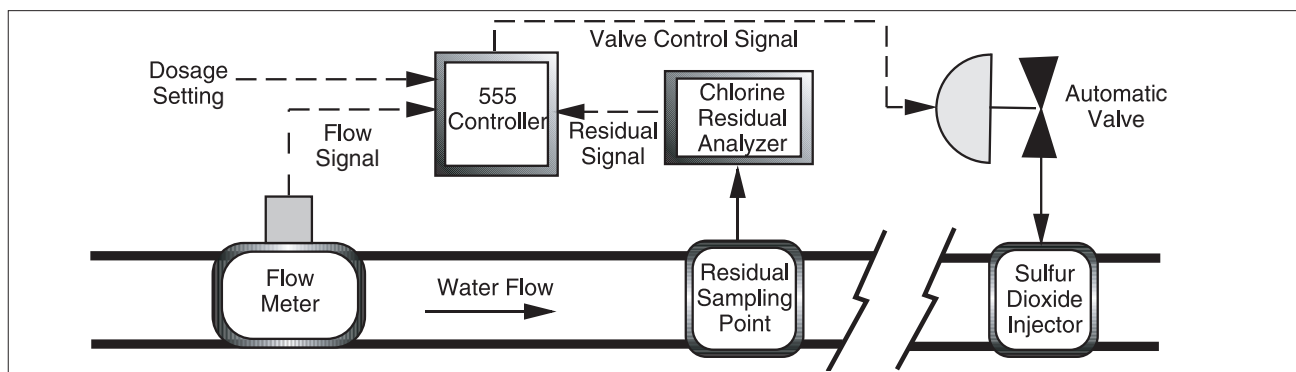 Valve Control Signal
Dosage
Setting
555
Controller
Chlorine
Residual
Analyzer
Automatic
Valve
Flow
Signal
Residual
Signal
Flow
Meter
Water Flow
Residual
Sampling
Point
Sulfur
Dioxide
Injector